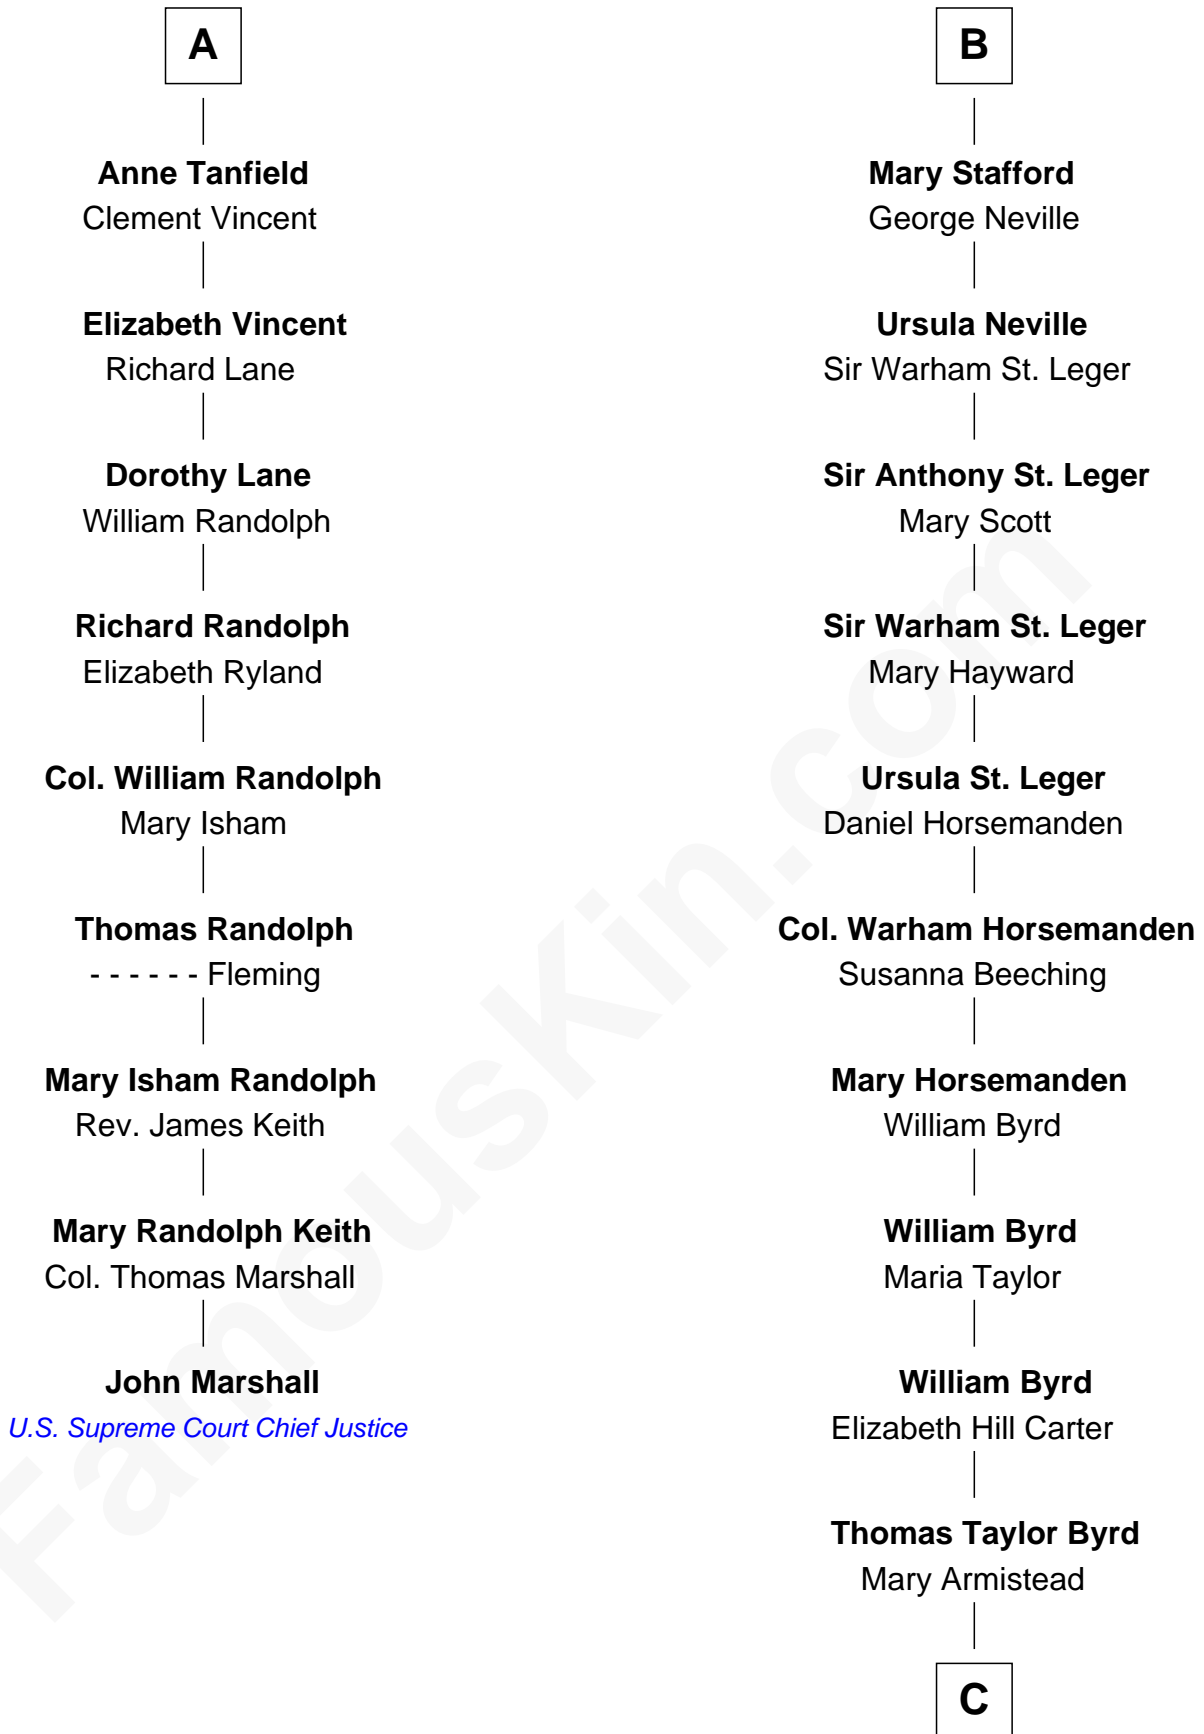 A
Anne Tanfield
Clement Vincent
Elizabeth Vincent
Richard Lane
Dorothy Lane
William Randolph
Richard Randolph
Elizabeth Ryland
Col. William Randolph
Mary Isham
Thomas Randolph
- - - - - - Fleming
Mary Isham Randolph
Rev. James Keith
Mary Randolph Keith
Col. Thomas Marshall
John Marshall
U.S. Supreme Court Chief Justice
B
Mary Stafford
George Neville
Ursula Neville
Sir Warham St. Leger
Sir Anthony St. Leger
Mary Scott
Sir Warham St. Leger
Mary Hayward
Ursula St. Leger
Daniel Horsemanden
Col. Warham Horsemanden
Susanna Beeching
Mary Horsemanden
William Byrd
William Byrd
Maria Taylor
William Byrd
Elizabeth Hill Carter
Thomas Taylor Byrd
Mary Armistead
C
FamousKin.com